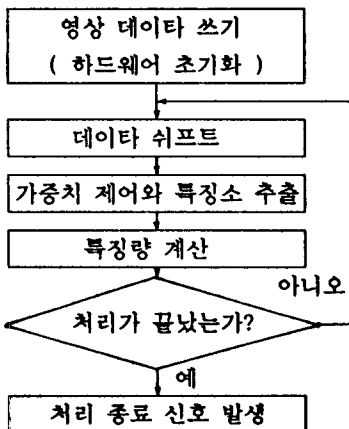 영상 데이타 쓰기
( 하드웨어 초기화 )
데이타 쉬프트
가중치 제어와 특징소 추출
특징량 계산
아니오
처리가 끝났는가?
예
처리 종료 신호 발생